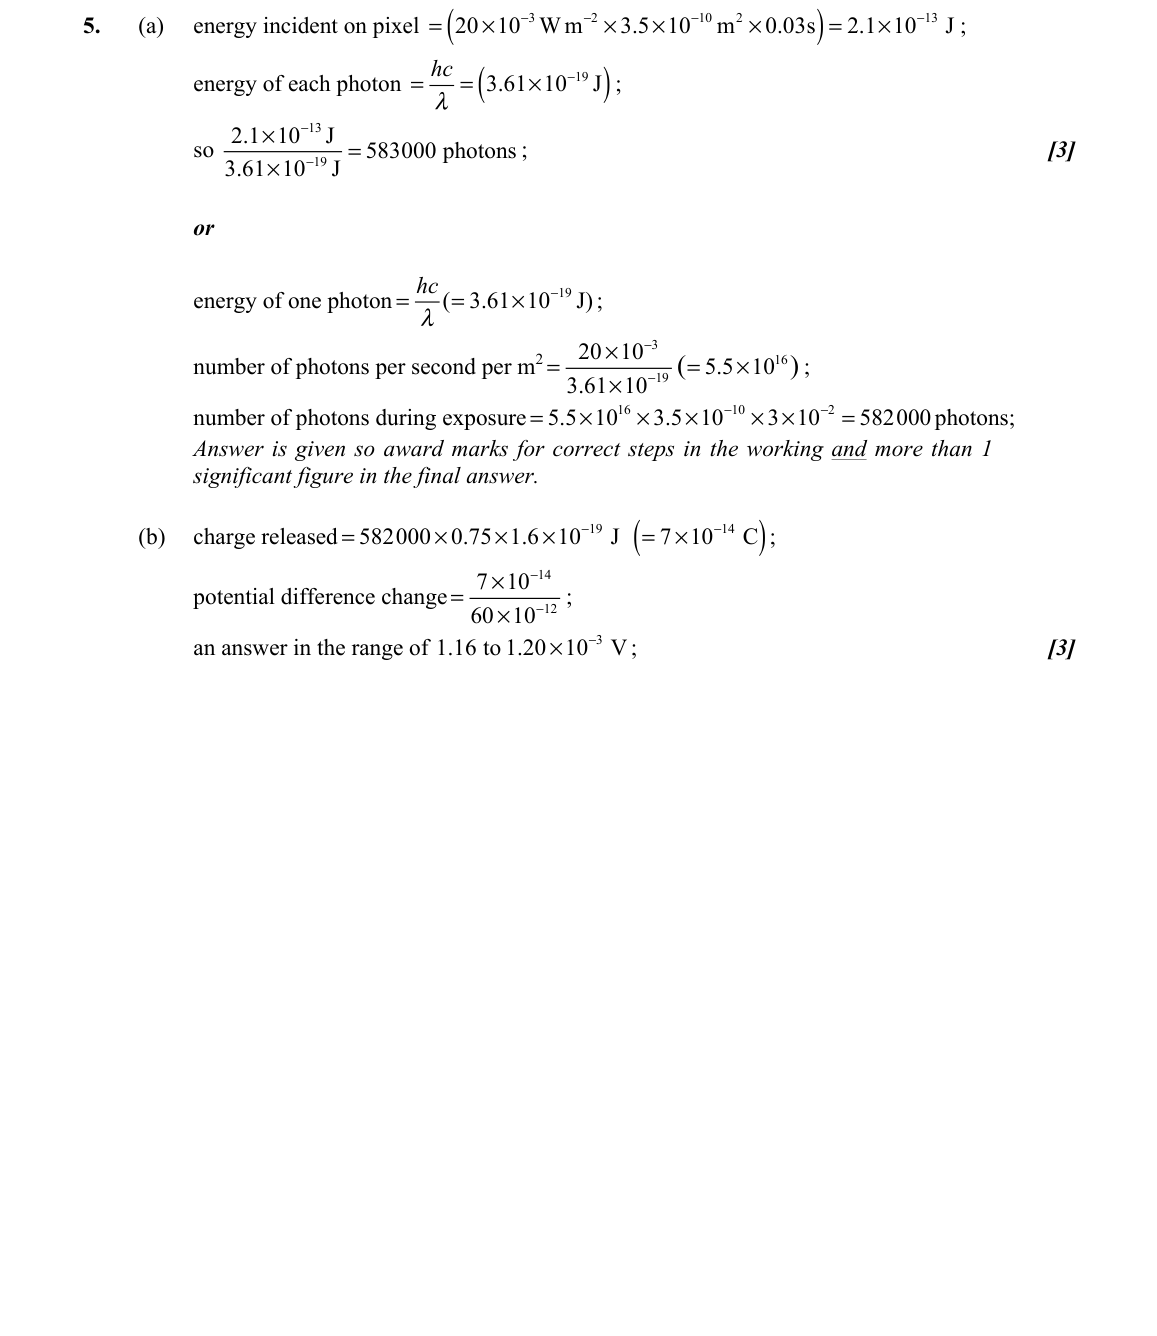 5. (a) energy incident on pixel = (20×10⁻³ W m⁻² ×3.5×10⁻¹⁰ m² ×0.03s) = 2.1×10⁻¹³ J ;
energy of each photon = hc/λ = (3.61×10⁻¹⁹ J) ;
so 2.1×10⁻¹³ J / 3.61×10⁻¹⁹ J = 583000 photons ; [3]
or
energy of one photon = hc/λ (= 3.61×10⁻¹⁹ J) ;
number of photons per second per m² = 20×10⁻³ / 3.61×10⁻¹⁹ (= 5.5×10¹⁶) ;
number of photons during exposure = 5.5×10¹⁶ ×3.5×10⁻¹⁰ ×3×10⁻² = 582000 photons;
Answer is given so award marks for correct steps in the working and more than 1
significant figure in the final answer.
(b) charge released = 582000×0.75×1.6×10⁻¹⁹ J (= 7×10⁻¹⁴ C) ;
potential difference change = 7×10⁻¹⁴ / 60×10⁻¹² ;
an answer in the range of 1.16 to 1.20×10⁻³ V ; [3]